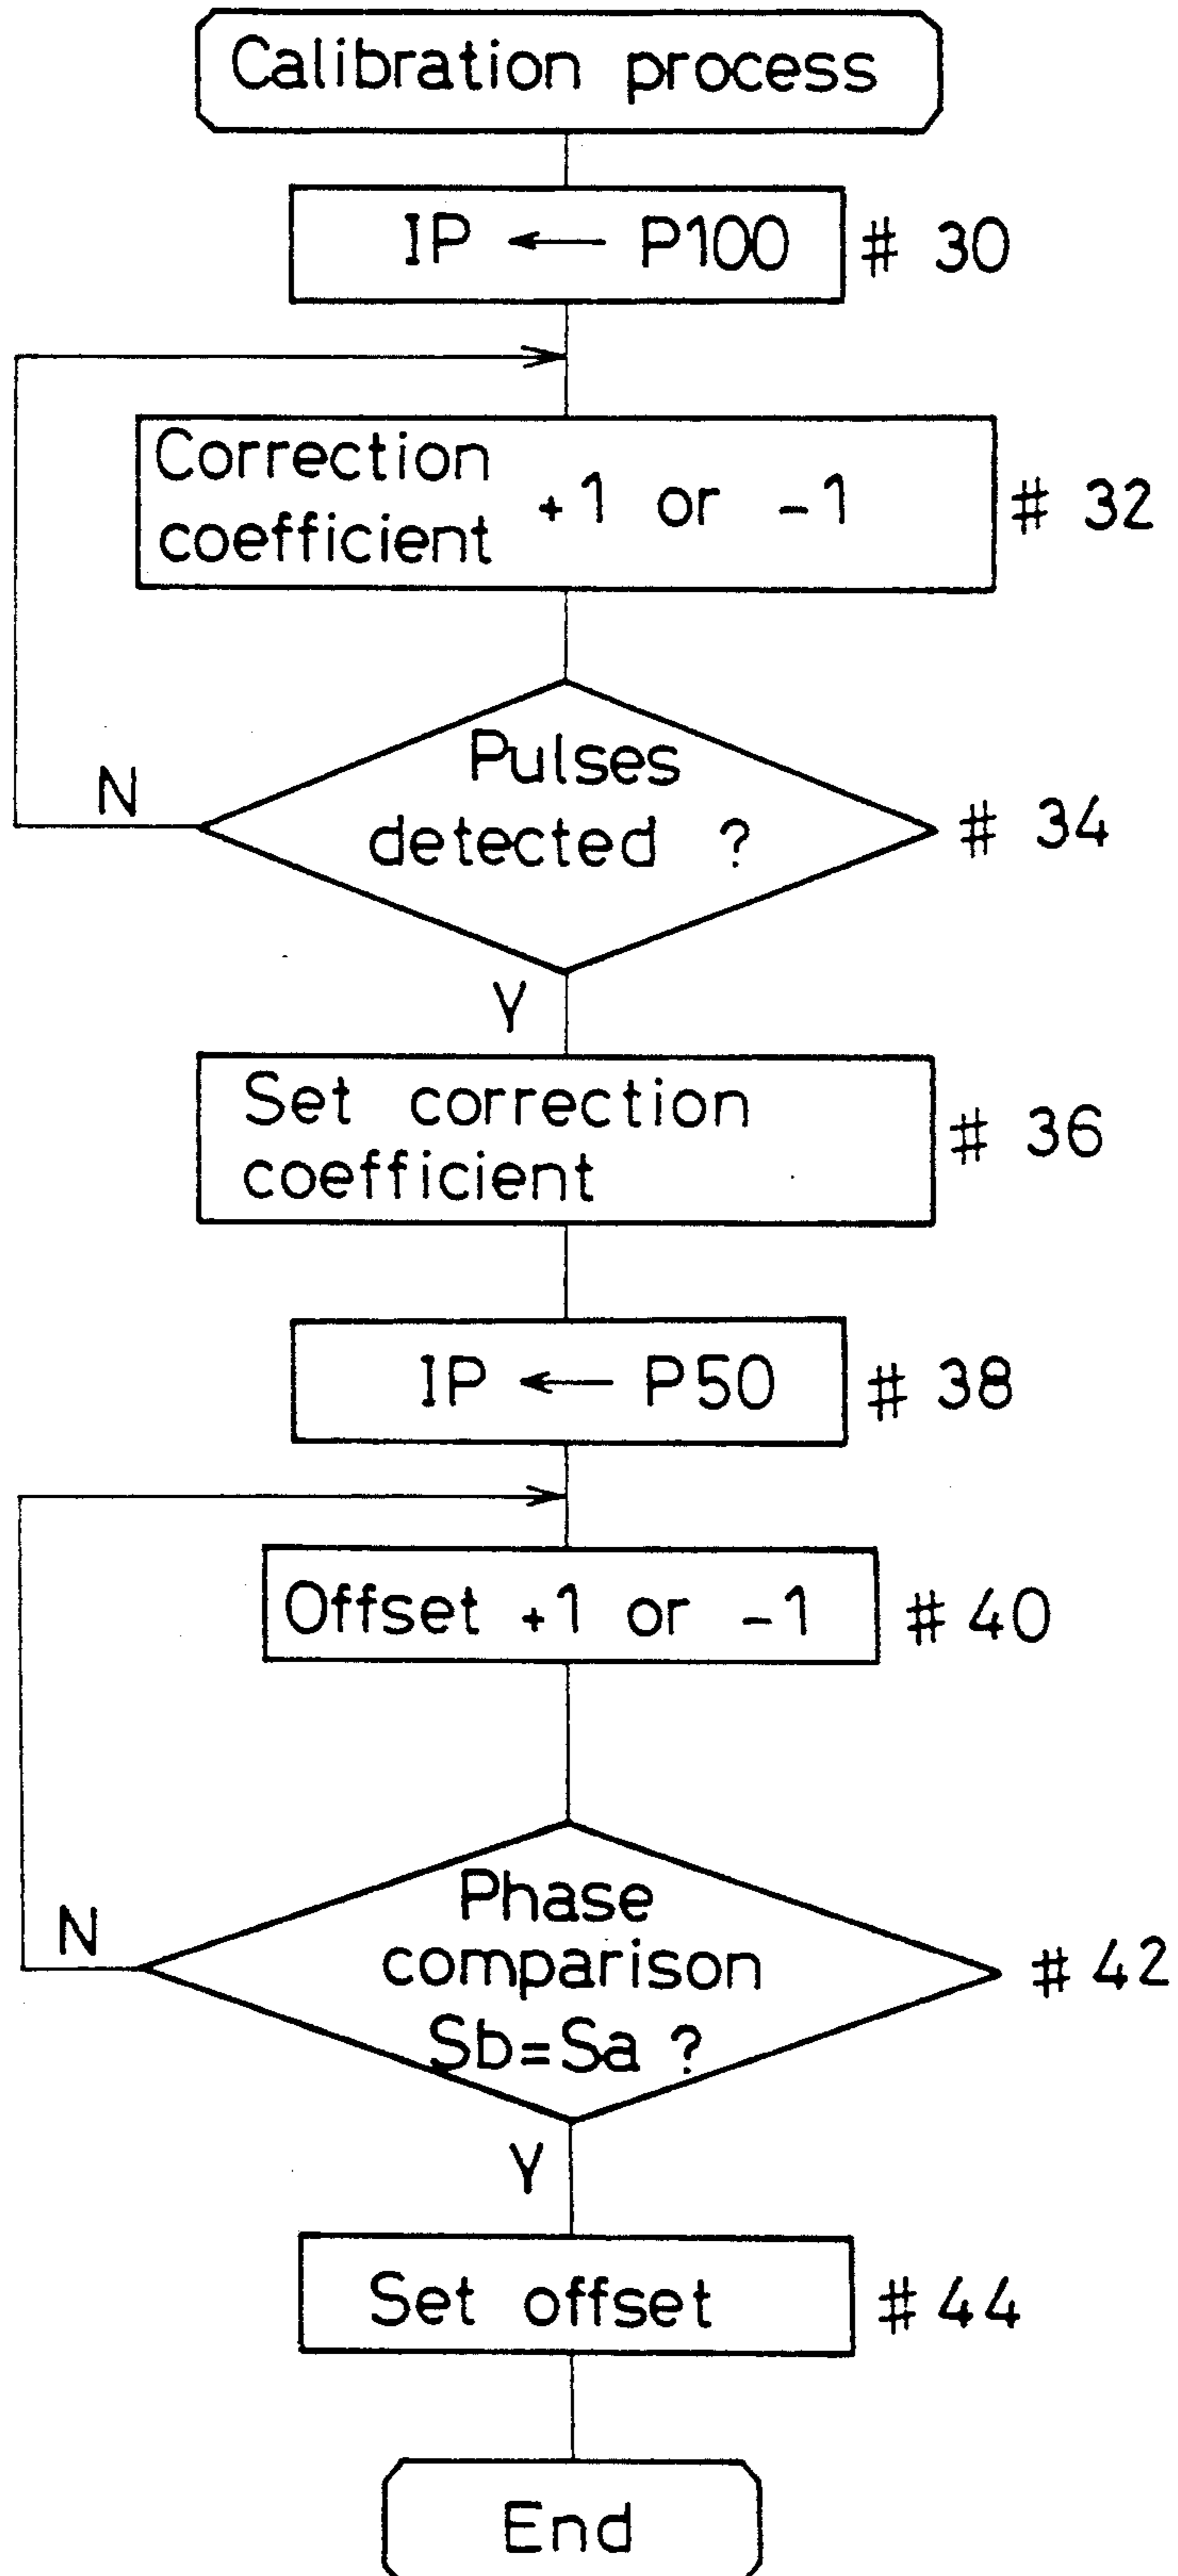 Calibration process
IP ← P100 # 30
Correction
coefficient +1 or -1 # 32
Pulses
detected ? # 34
N
Y
Set correction
coefficient # 36
IP ← P50 # 38
Offset +1 or -1 # 40
Phase
comparison
Sb=Sa ? # 42
N
Y
Set offset # 44
End